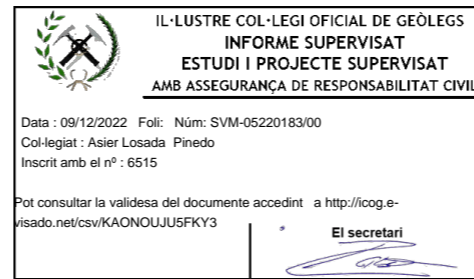 IL·LUSTRE COL·LEGI OFICIAL DE GEÒLEGS
INFORME SUPERVISAT
ESTUDI I PROJECTE SUPERVISAT
AMB ASSEGURANÇA DE RESPONSABILITAT CIVIL
Data : 09/12/2022 Foli: Núm: SVM-05220183/00
Col·legiat : Asier Losada Pinedo
Inscrit amb el nº : 6515
Pot consultar la validesa del documente accedint a http://icog.e-
visado.net/csv/KAONOUJU5FKY3
El secretari